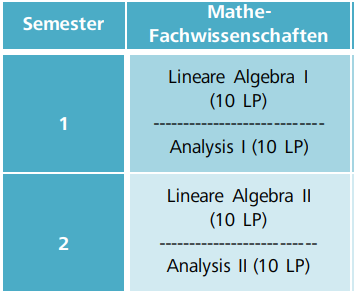 Semester
Mathe-
Fachwissenschaften
1
Lineare Algebra I
(10 LP)
-----------------------------
Analysis I (10 LP)
2
Lineare Algebra II
(10 LP)
---------------------------
Analysis II (10 LP)